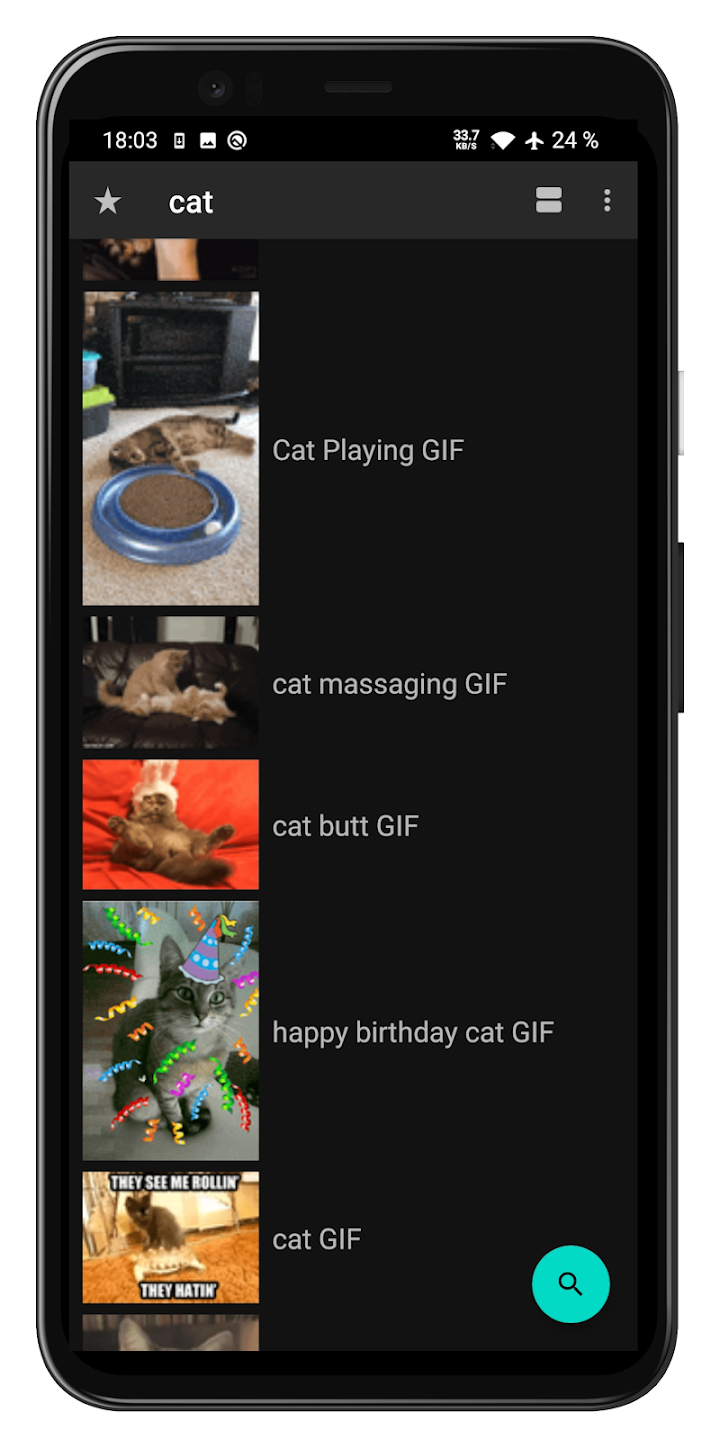 18:03
33.7
KB/S
24 %
cat
Cat Playing GIF
cat massaging GIF
cat butt GIF
happy birthday cat GIF
THEY SEE ME ROLLIN'
THEY HATIN'
cat GIF